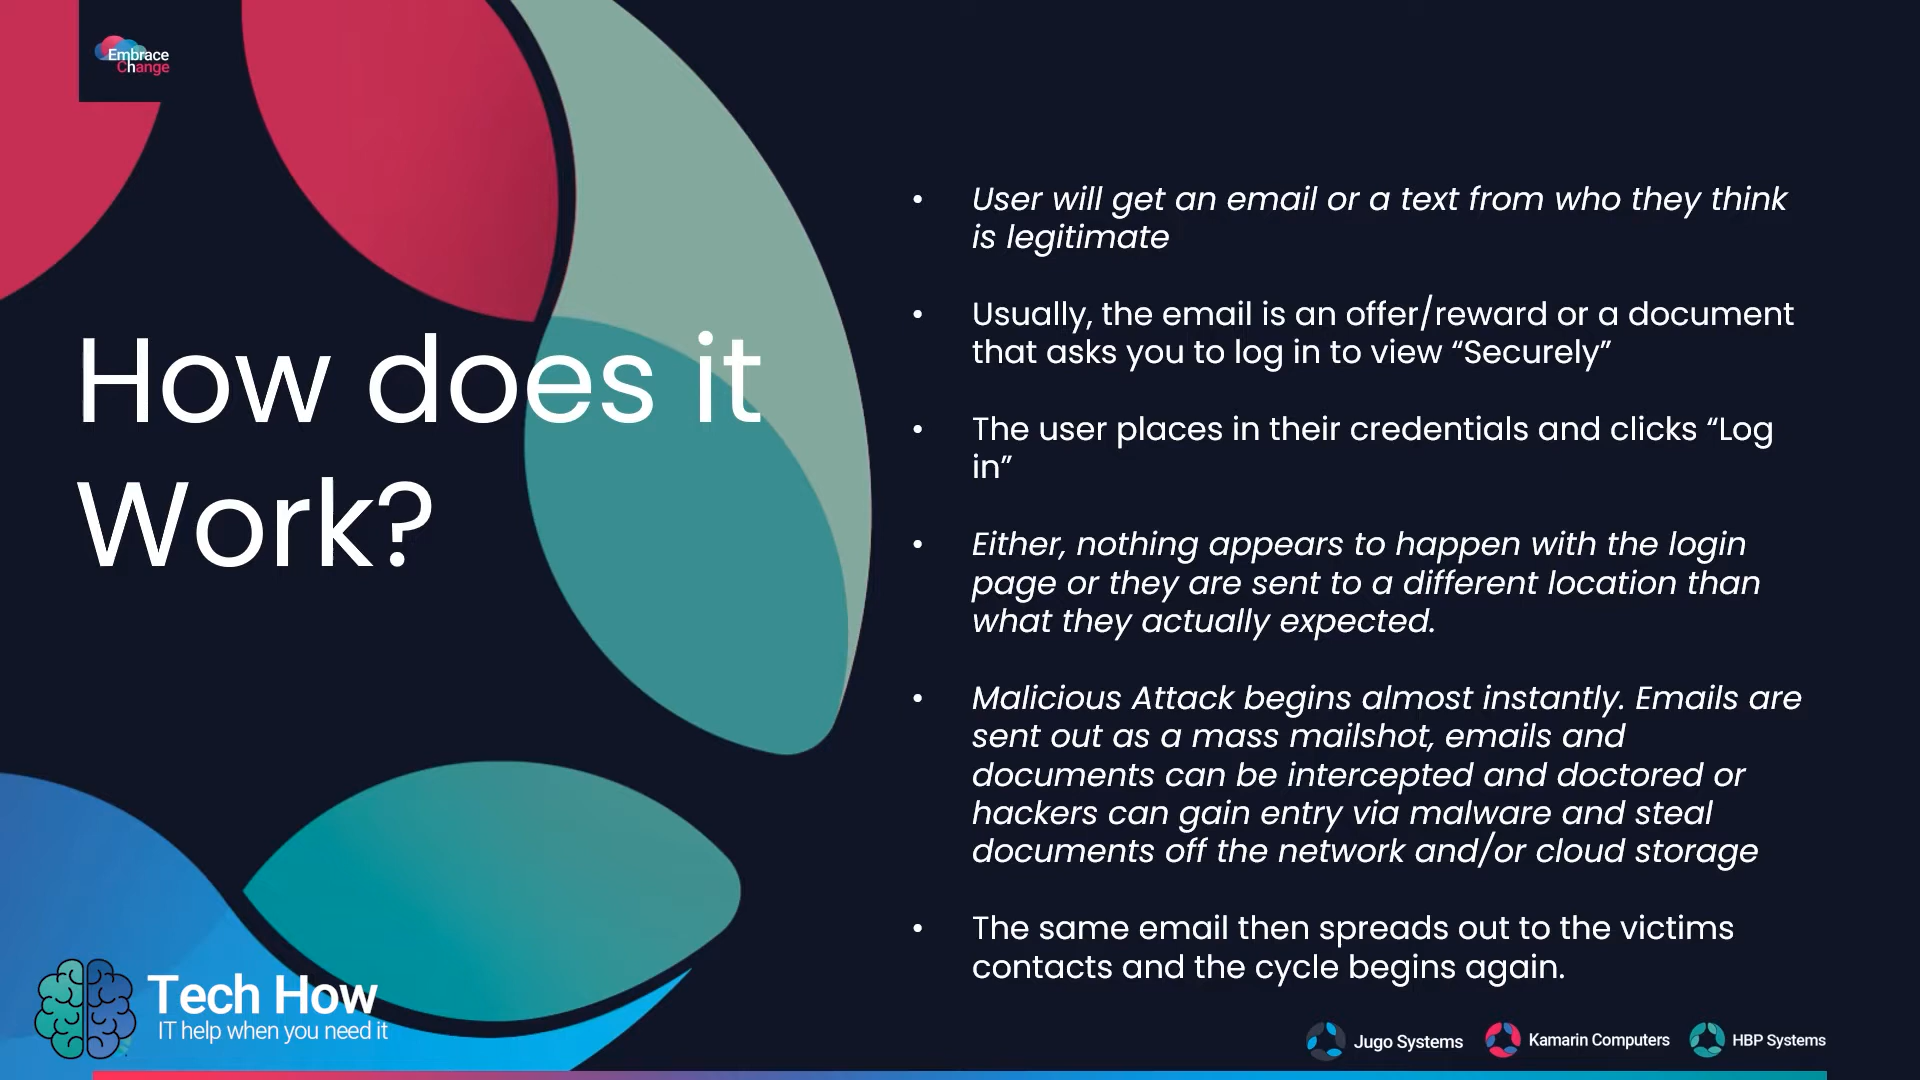 Embrace
Change
How does it
Work?
• User will get an email or a text from who they think
is legitimate
• Usually, the email is an offer/reward or a document
that asks you to log in to view “Securely”
• The user places in their credentials and clicks “Log
in”
• Either, nothing appears to happen with the login
page or they are sent to a different location than
what they actually expected.
• Malicious Attack begins almost instantly. Emails are
sent out as a mass mailshot, emails and
documents can be intercepted and doctored or
hackers can gain entry via malware and steal
documents off the network and/or cloud storage
• The same email then spreads out to the victims
contacts and the cycle begins again.
Tech How
IT help when you need it
Jugo Systems
Kamarin Computers
HBP Systems